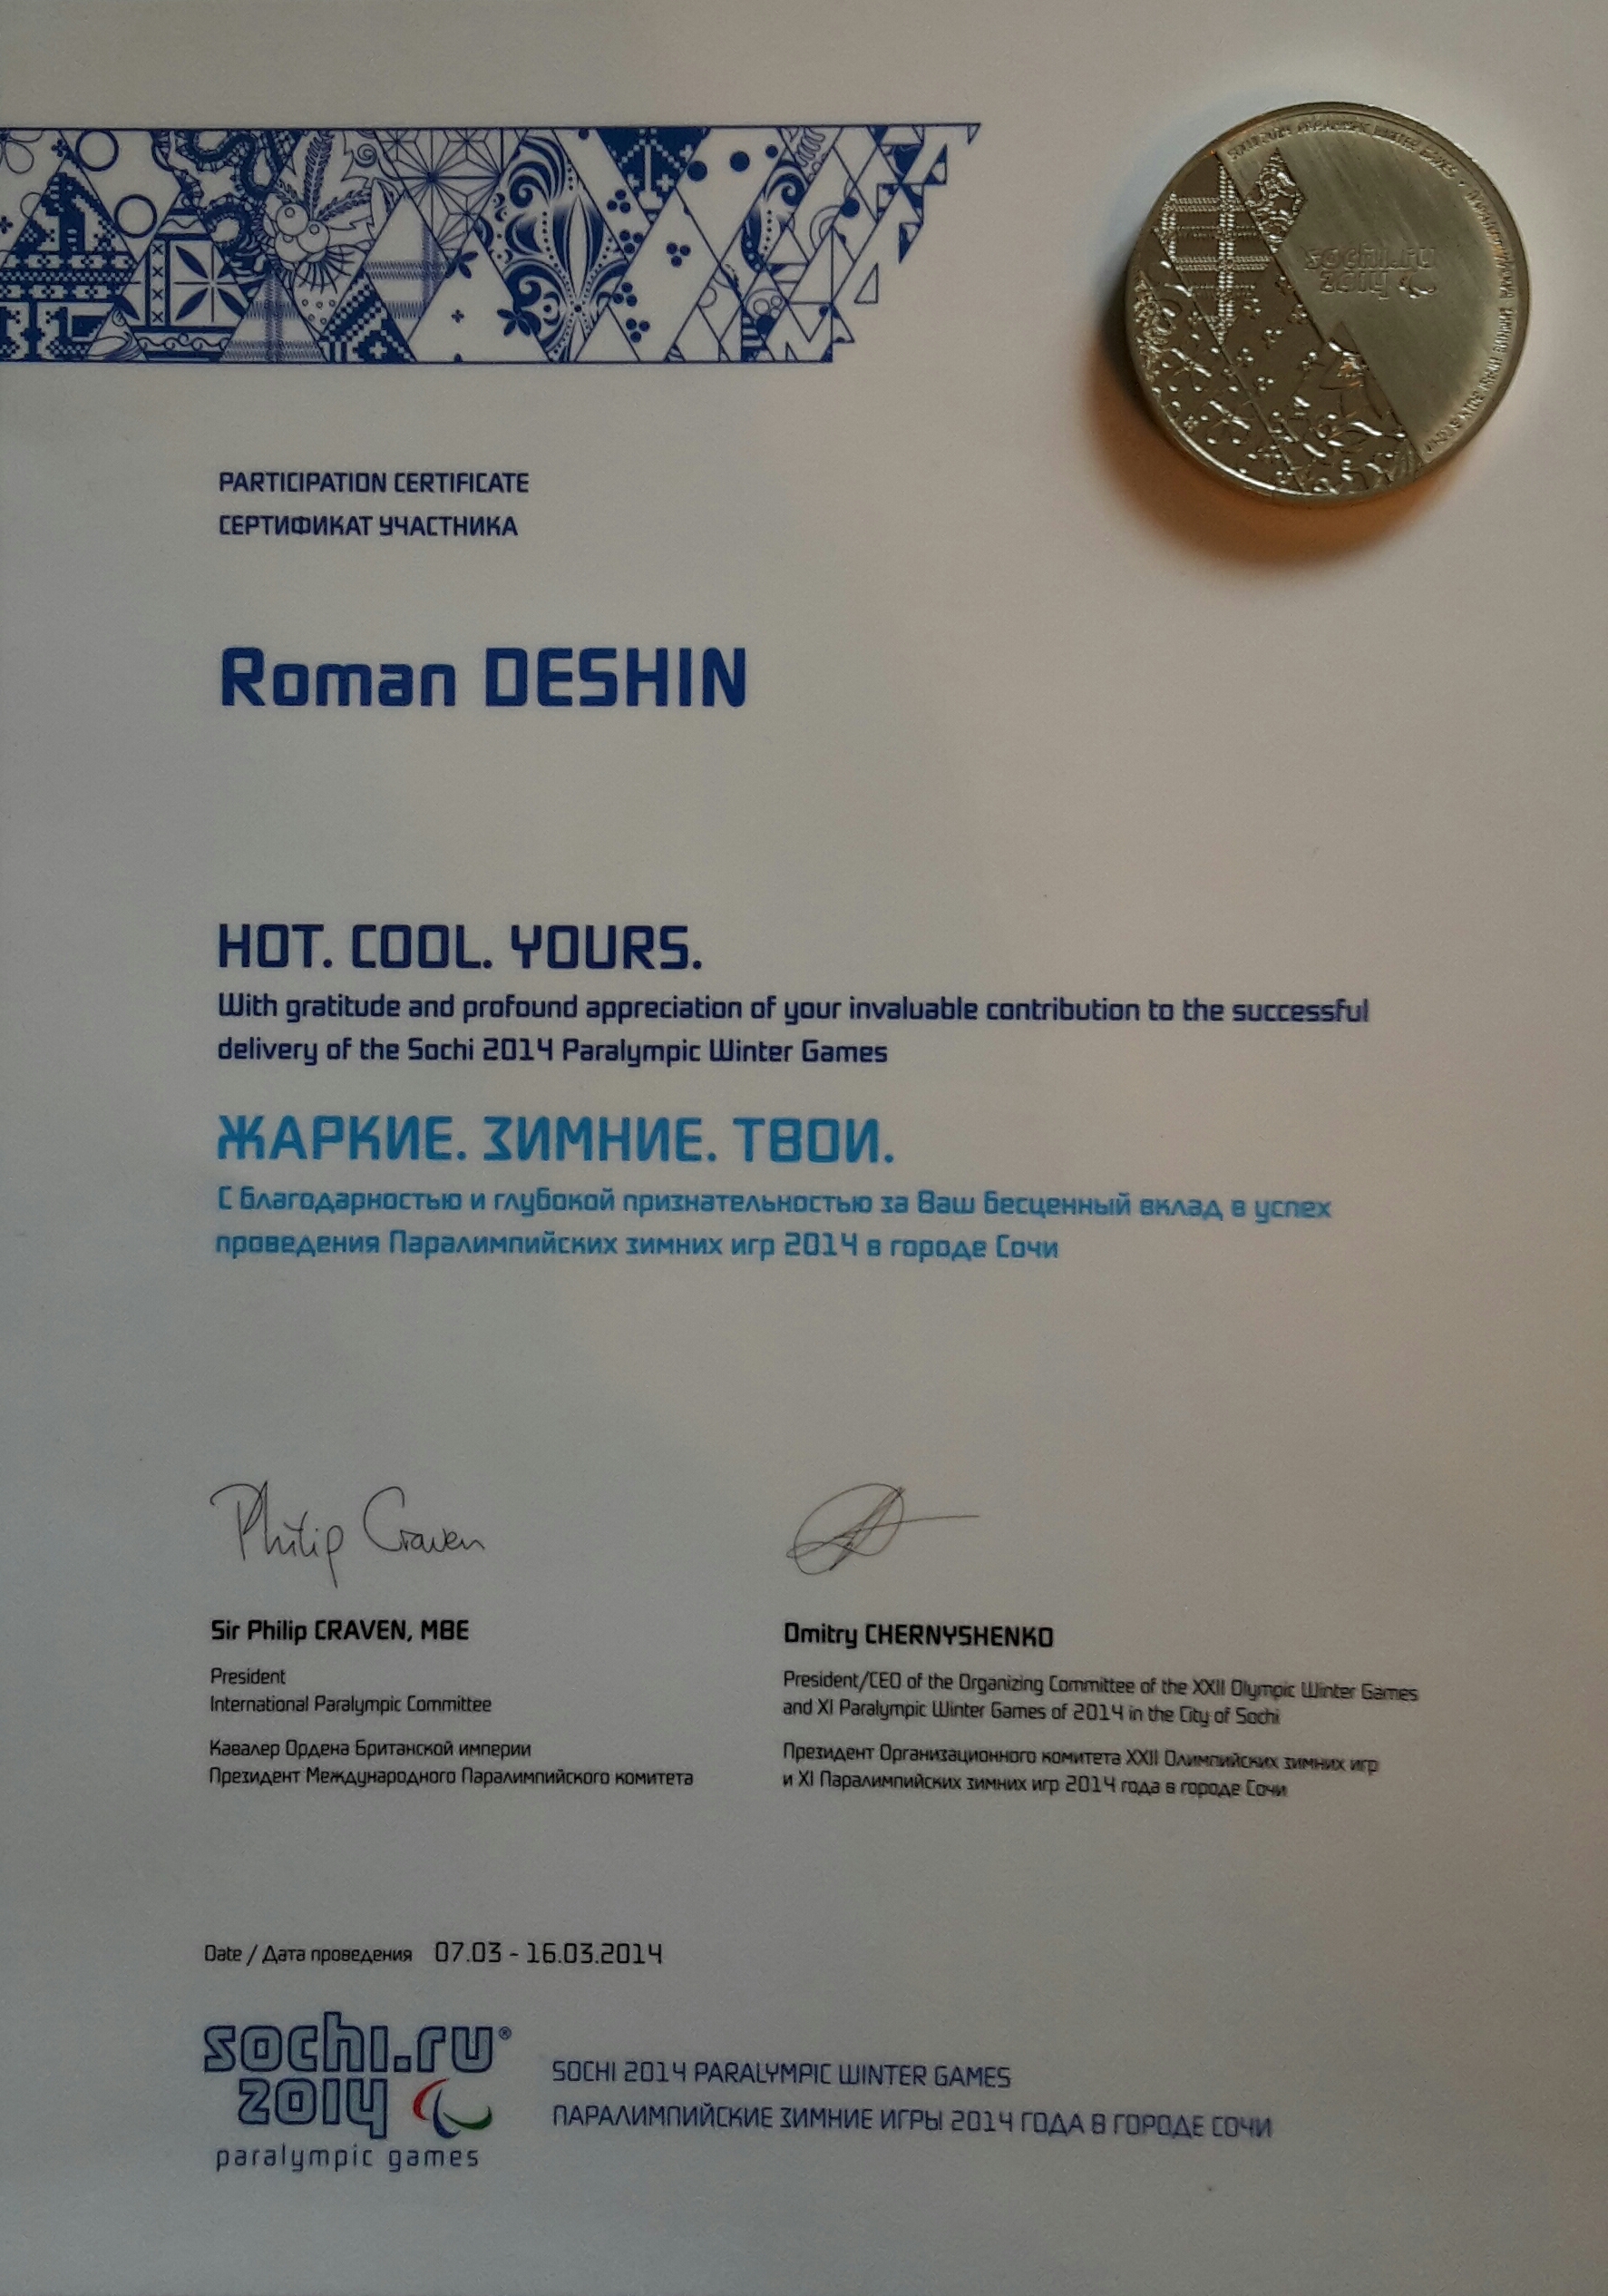 SOCHI.RU
2014
PARTICIPATION CERTIFICATE
СЕРТИФИКАТ УЧАСТНИКА
Roman DESHIN
HOT. COOL. YOURS.
With gratitude and profound appreciation of your invaluable contribution to the successful
delivery of the Sochi 2014 Paralympic Winter Games
ЖАРКИЕ. ЗИМНИЕ. ТВОИ.
С благодарностью и глубокой признательностью за Ваш бесценный вклад в успех
проведения Паралимпийских зимних игр 2014 в городе Сочи
Philip Craven
Sir Philip CRAVEN, MBE
President
International Paralympic Committee
Кавалер Ордена Британской империи
Президент Международного Паралимпийского комитета
Dmitry CHERNYSHENKO
President/CEO of the Organizing Committee of the XXII Olympic Winter Games
and XI Paralympic Winter Games of 2014 in the City of Sochi
Президент Организационного комитета XXII Олимпийских зимних игр
и XI Паралимпийских зимних игр 2014 года в городе Сочи
Date / Дата проведения 07.03 - 16.03.2014
sochi.ru®
2014
paralympic games
SOCHI 2014 PARALYMPIC WINTER GAMES
ПАРАЛИМПИЙСКИЕ ЗИМНИЕ ИГРЫ 2014 ГОДА В ГОРОДЕ СОЧИ